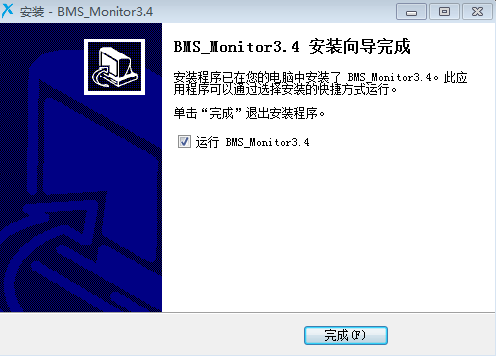 安装 - BMS_Monitor3.4
BMS_Monitor3.4 安装向导完成
安装程序已在您的电脑中安装了 BMS_Monitor3.4。此应
用程序可以通过选择安装的快捷方式运行。
单击“完成”退出安装程序。
运行 BMS_Monitor3.4
完成(F)